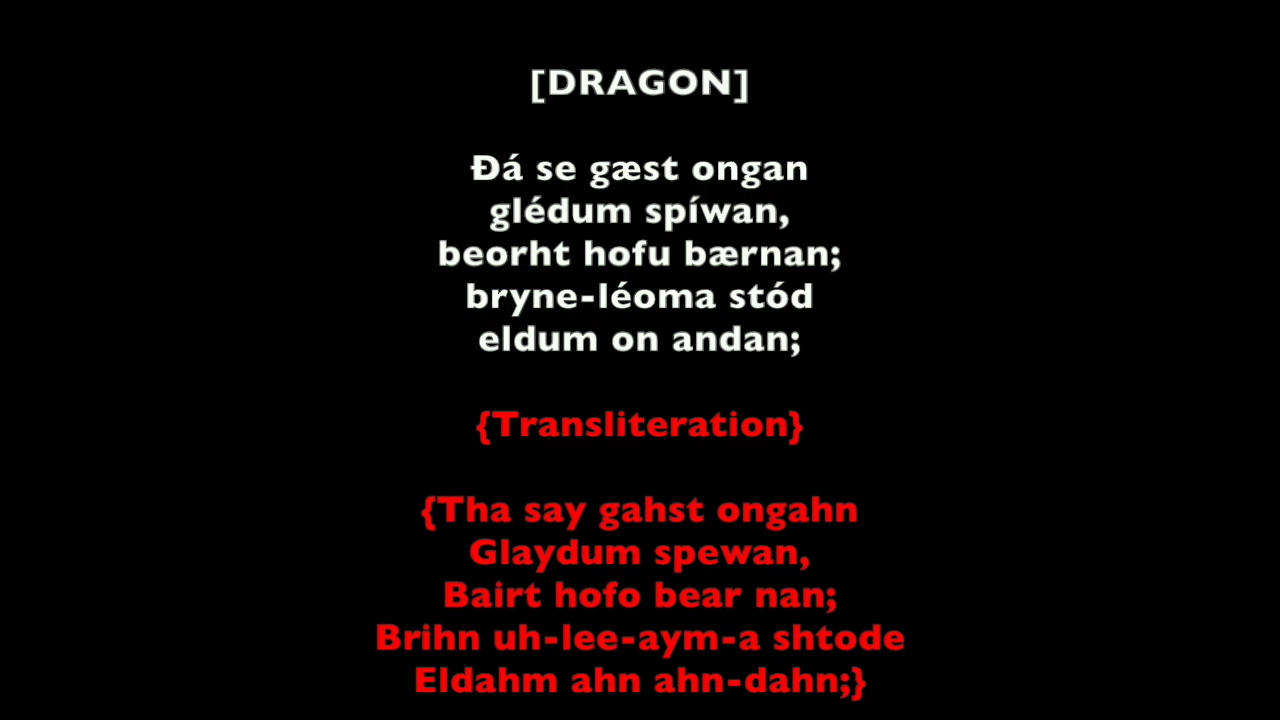 [DRAGON]
Ðá se gæst ongan
glédum spíwan,
beorht hofu bærnan;
bryne-léoma stód
eldum on andan;
{Transliteration}
{Tha say gahst ongahn
Glaydum spewan,
Bairt hofo bear nan;
Brihn uh-lee-aym-a shtode
Eldahm ahn ahn-dahn;}